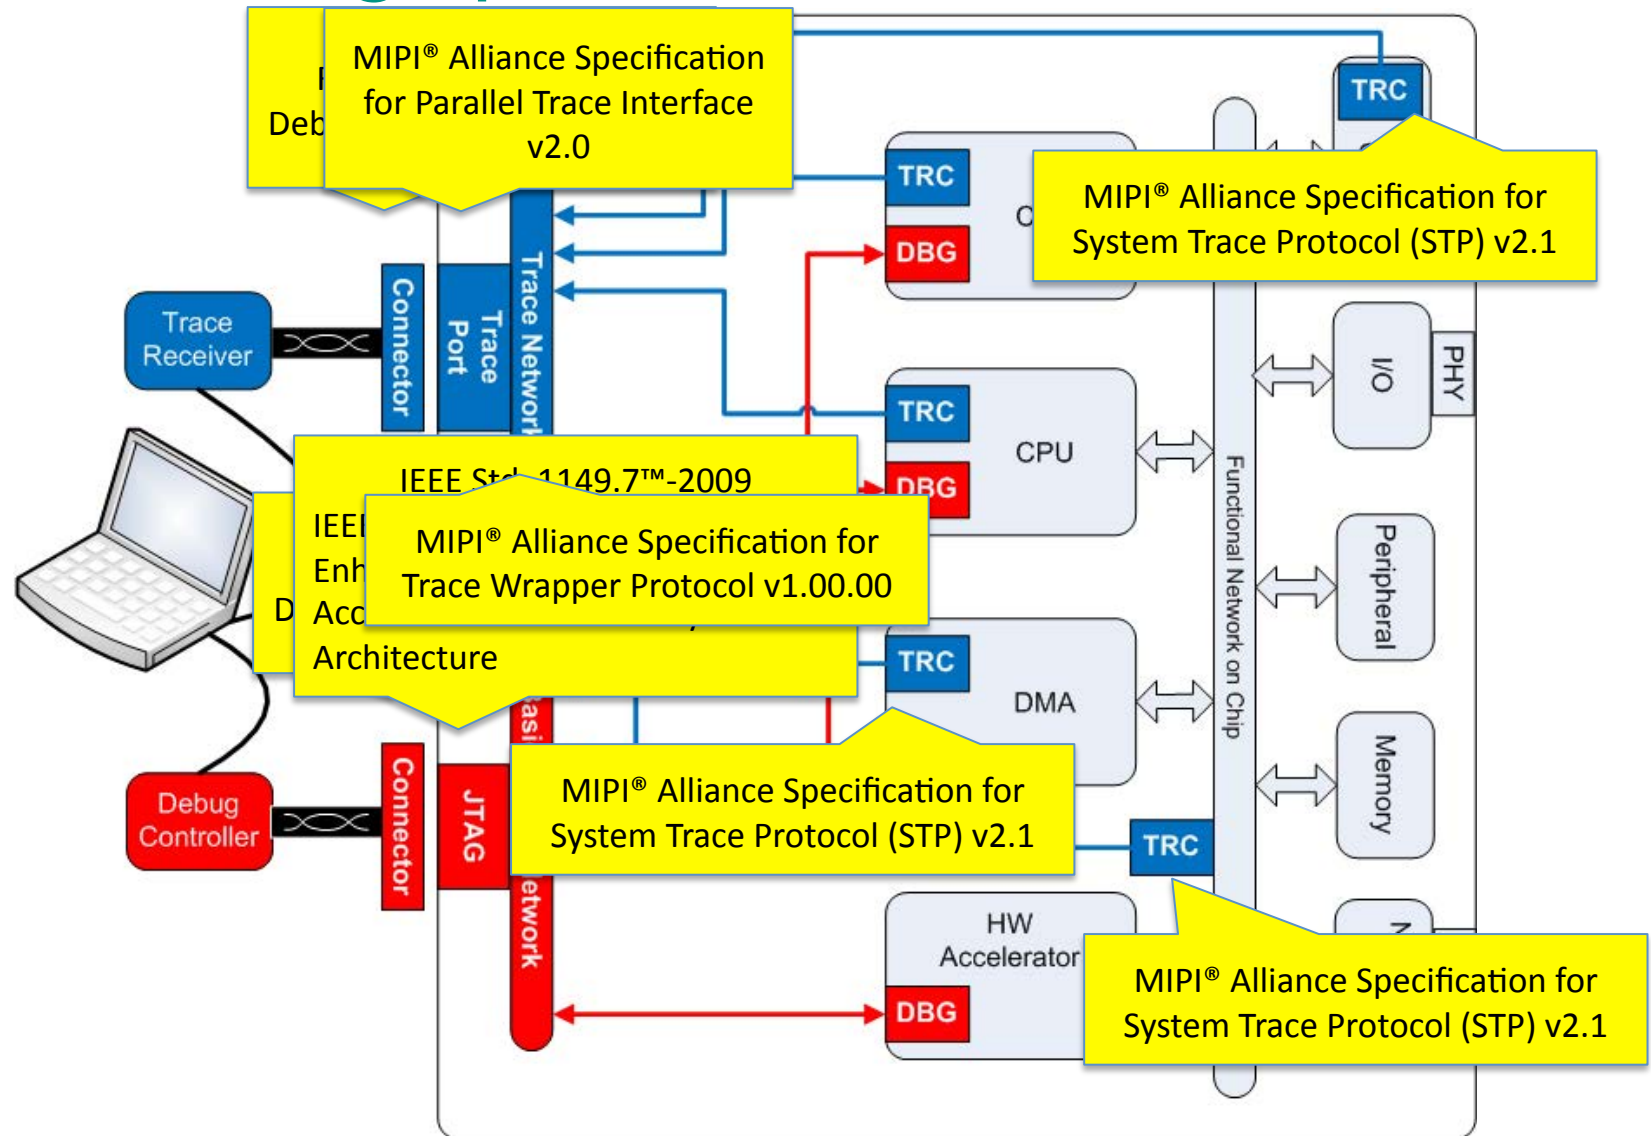 MIPI® Alliance Specification
for Parallel Trace Interface
v2.0
Deb
TRC
MIPI® Alliance Specification for
System Trace Protocol (STP) v2.1
TRC
DBG
Trace
Receiver
Connector
Trace
Port
Trace Network
I/O
PHY
TRC
DBG
CPU
Functional Network on Chip
IEEE Std 1149.7™-2009
MIPI® Alliance Specification for
Trace Wrapper Protocol v1.00.00
Enh
Acc
Architecture
D
Peripheral
TRC
DMA
Memory
Debug
Controller
Connector
JTAG
etwork
MIPI® Alliance Specification for
System Trace Protocol (STP) v2.1
TRC
HW
Accelerator
DBG
MIPI® Alliance Specification for
System Trace Protocol (STP) v2.1